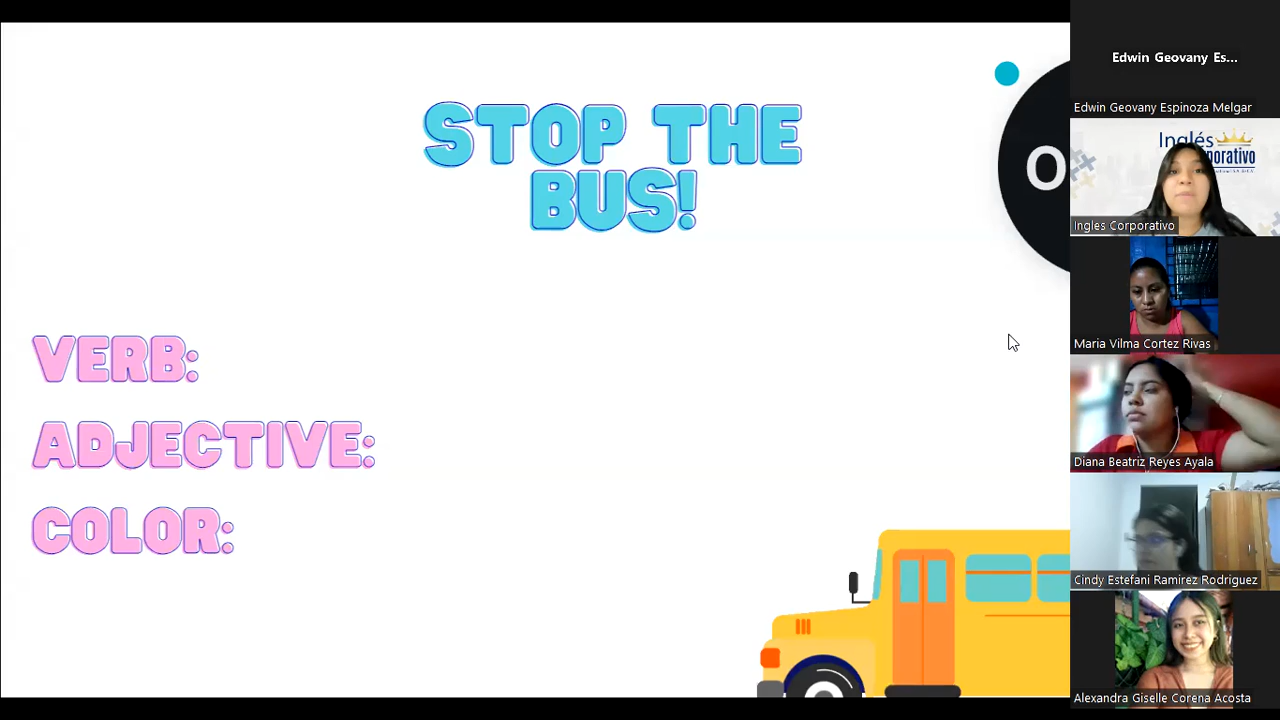 STOP THE
BUS!
O
VERB:
ADJECTIVE:
COLOR:
Edwin Geovany Es...
Edwin Geovany Espinoza Melgar
Inglés
rporativo
Ingles Corporativo
Maria Vilma Cortez Rivas
Diana Beatriz Reyes Ayala
Cindy Estefani Ramirez Rodriguez
Alexandra Giselle Corena Acosta